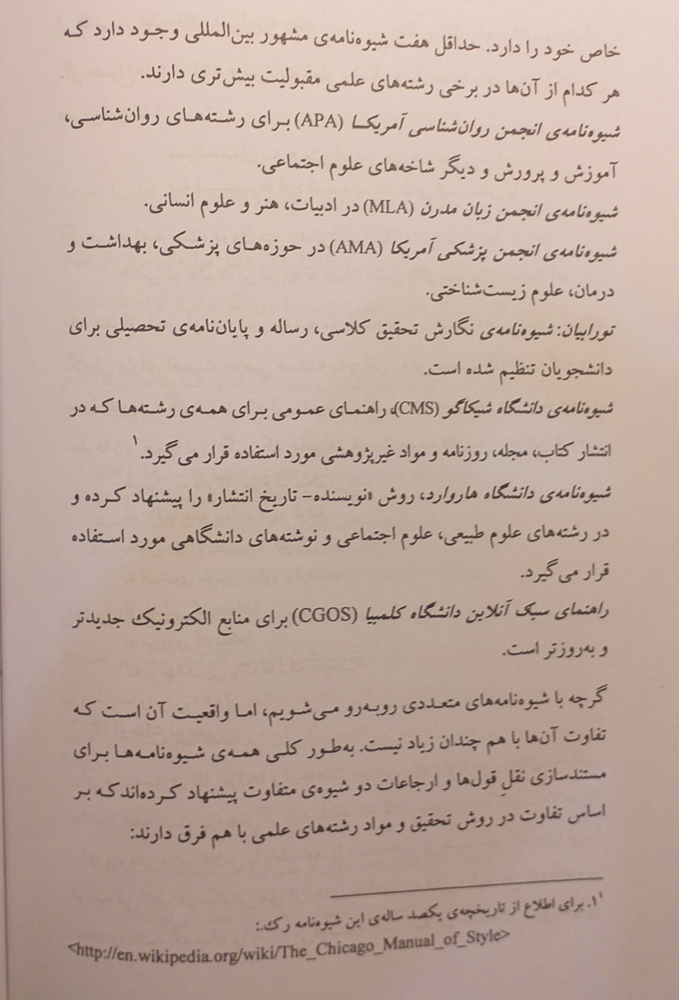 خاص خود را دارد. حداقل هفت شیوه‌نامه‌ی مشهور بین‌المللی وجود دارد که
هر کدام از آن‌ها در برخی رشته‌های علمی مقبولیت بیش‌تری دارند.
شیوه‌نامه‌ی انجمن روان‌شناسی آمریکا (APA) برای رشته‌های روان‌شناسی،
آموزش و پرورش و دیگر شاخه‌های علوم اجتماعی.
شیوه‌نامه‌ی انجمن زبان مدرن (MLA) در ادبیات، هنر و علوم انسانی.
شیوه‌نامه‌ی انجمن پزشکی آمریکا (AMA) در حوزه‌های پزشکی، بهداشت و
درمان، علوم زیست‌شناختی.
تورابیان: شیوه‌نامه‌ی نگارش تحقیق کلاسی، رساله و پایان‌نامه‌ی تحصیلی برای
دانشجویان تنظیم شده است.
شیوه‌نامه‌ی دانشگاه شیکاگو (CMS)، راهنمای عمومی برای همه‌ی رشته‌ها که در
انتشار کتاب، مجله، روزنامه و مواد غیرپژوهشی مورد استفاده قرار می‌گیرد.۱
شیوه‌نامه‌ی دانشگاه هاروارد، روش «نویسنده- تاریخ انتشار» را پیشنهاد کرده و
در رشته‌های علوم طبیعی، علوم اجتماعی و نوشته‌های دانشگاهی مورد استفاده
قرار می‌گیرد.
راهنمای سبک آنلاین دانشگاه کلمبیا (CGOS) برای منابع الکترونیک جدیدتر
و به‌روزتر است.
گرچه با شیوه‌نامه‌های متعددی روبه‌رو می‌شویم، اما واقعیت آن است که
تفاوت آن‌ها با هم چندان زیاد نیست. به‌طور کلی همه‌ی شیوه‌نامه‌ها برای
مستندسازی نقلِ قول‌ها و ارجاعات دو شیوه‌ی متفاوت پیشنهاد کرده‌اند که بر
اساس تفاوت در روش تحقیق و مواد رشته‌های علمی با هم فرق دارند:
۱ ۱. برای اطلاع از تاریخچه‌ی یکصد ساله‌ی این شیوه‌نامه رک.:
<http://en.wikipedia.org/wiki/The_Chicago_Manual_of_Style>